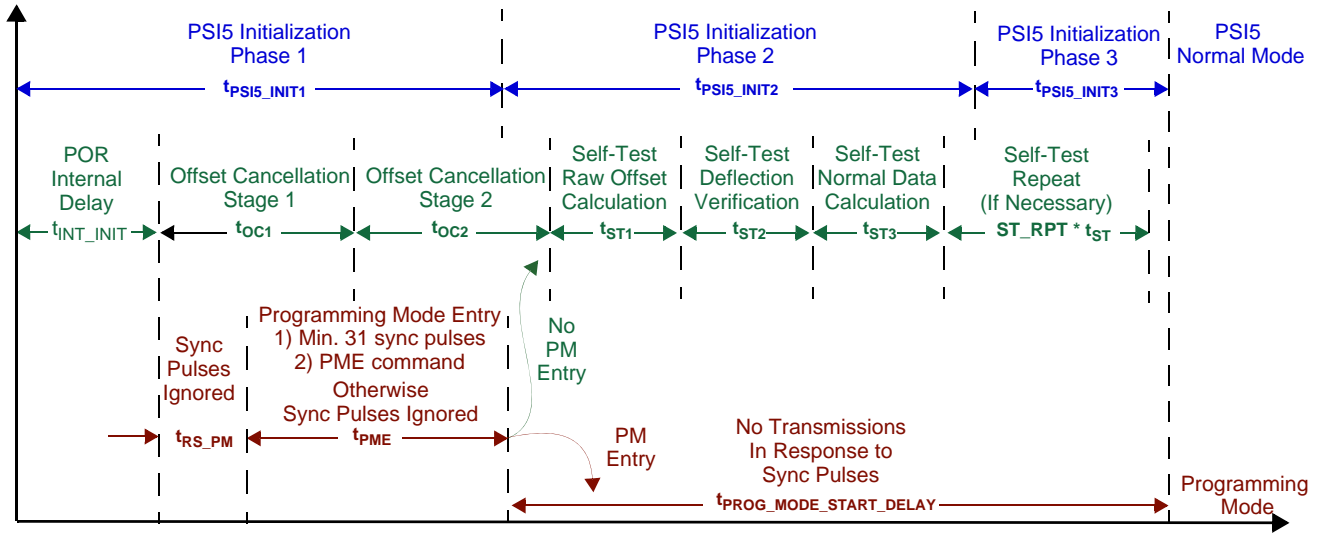 PSI5 Initialization
Phase 1
PSI5 Initialization
Phase 2
PSI5 Initialization
Phase 3
PSI5
Normal Mode
tPSI5_INIT1
tPSI5_INIT2
tPSI5_INIT3
POR
Internal
Delay
tINT_INIT
Offset Cancellation
Stage 1
tOC1
Offset Cancellation
Stage 2
tOC2
Self-Test
Raw Offset
Calculation
tST1
Self-Test
Deflection
Verification
tST2
Self-Test
Normal Data
Calculation
tST3
Self-Test
Repeat
(If Necessary)
ST_RPT * tST
Sync
Pulses
Ignored
tRS_PM
Programming Mode Entry
1) Min. 31 sync pulses
2) PME command
Otherwise
Sync Pulses Ignored
tPME
No
PM
Entry
PM
Entry
No Transmissions
In Response to
Sync Pulses
tPROG_MODE_START_DELAY
Programming
Mode